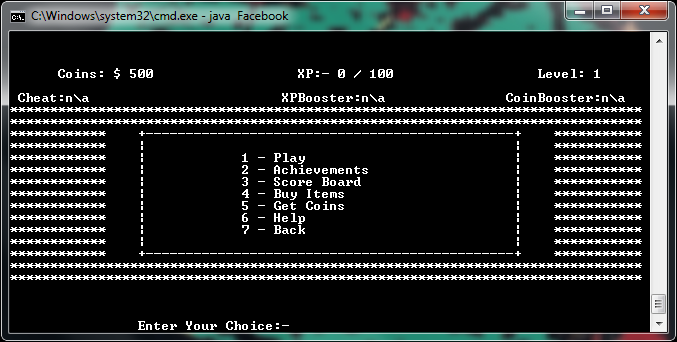 C:\Windows\system32\cmd.exe - java  Facebook
Coins: $ 500 XP:- 0 / 100 Level: 1
Cheat:n\a XPBooster:n\a CoinBooster:n\a
1 - Play
2 - Achievements
3 - Score Board
4 - Buy Items
5 - Get Coins
6 - Help
7 - Back
Enter Your Choice:-